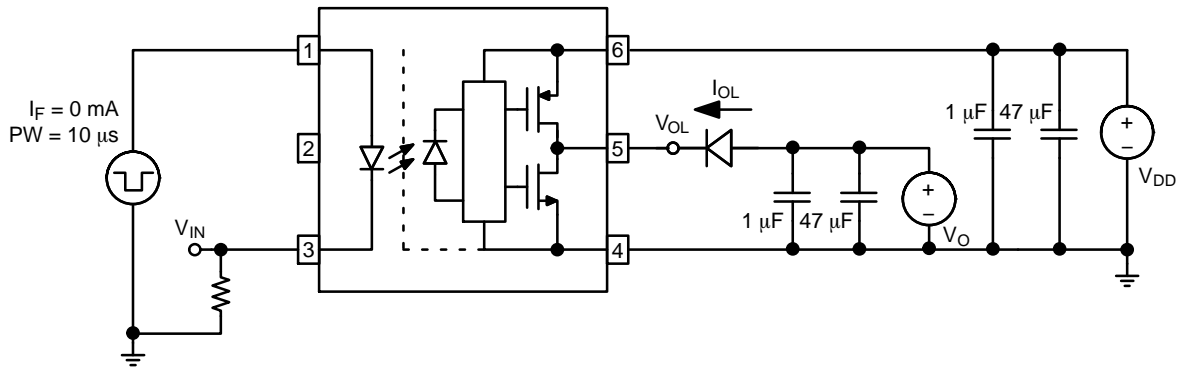 1
6
I_F = 0 mA
PW = 10 μs
2
V_OL
I_OL
5
1 μF 47 μF
+
−
V_DD
1 μF 47 μF
+
−
V_O
V_IN
3
4